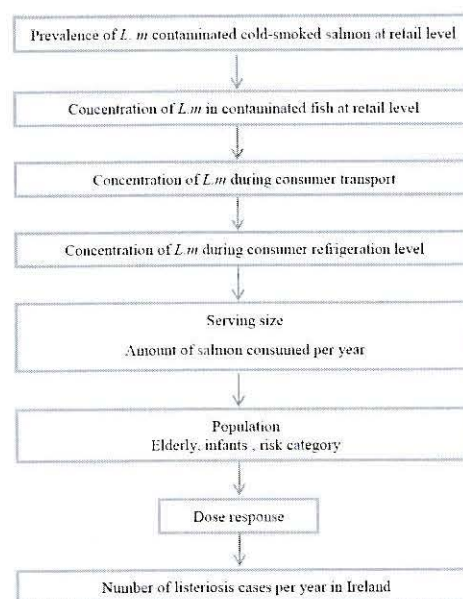 Prevalence of L. m contaminated cold-smoked salmon at retail level
Concentration of L.m in contaminated fish at retail level
Concentration of L.m during consumer transport
Concentration of L.m during consumer refrigeration level
Serving size
Amount of salmon consumed per year
Population
Elderly, infants , risk category
Dose response
Number of listeriosis cases per year in Ireland